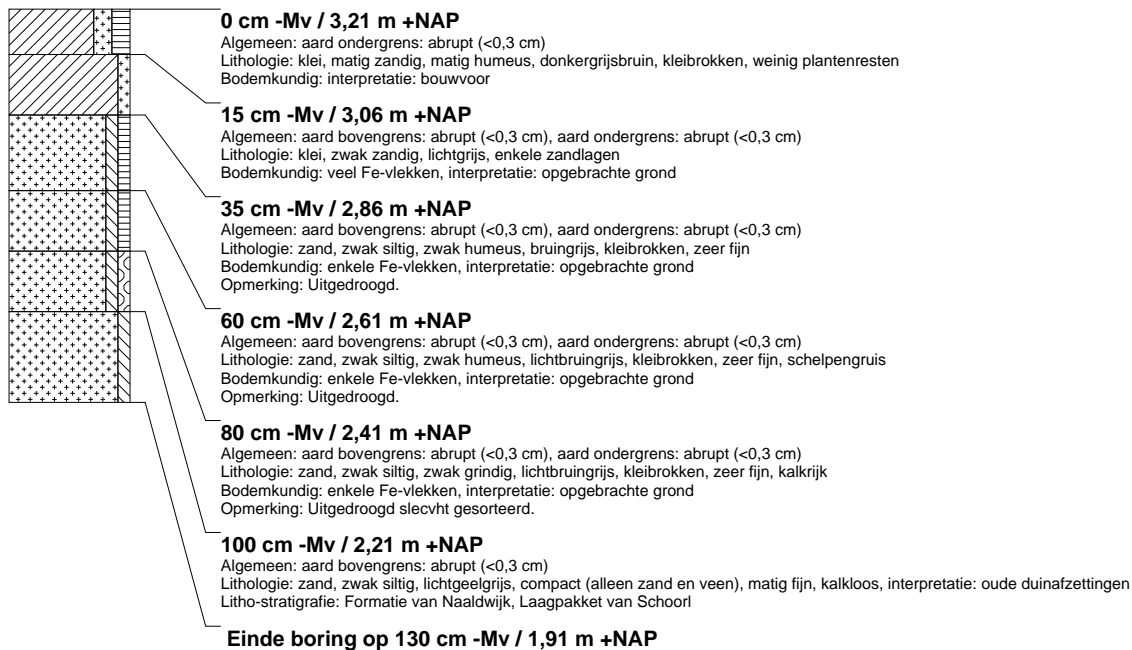 0 cm -Mv / 3,21 m +NAP
Algemeen: aard ondergrens: abrupt (<0,3 cm)
Lithologie: klei, matig zandig, matig humeus, donkergrijsbruin, kleibrokken, weinig plantenresten
Bodemkundig: interpretatie: bouwvoor
15 cm -Mv / 3,06 m +NAP
Algemeen: aard bovengrens: abrupt (<0,3 cm), aard ondergrens: abrupt (<0,3 cm)
Lithologie: klei, zwak zandig, lichtgrijs, enkele zandlagen
Bodemkundig: veel Fe-vlekken, interpretatie: opgebrachte grond
35 cm -Mv / 2,86 m +NAP
Algemeen: aard bovengrens: abrupt (<0,3 cm), aard ondergrens: abrupt (<0,3 cm)
Lithologie: zand, zwak siltig, zwak humeus, bruingrijs, kleibrokken, zeer fijn
Bodemkundig: enkele Fe-vlekken, interpretatie: opgebrachte grond
Opmerking: Uitgedroogd.
60 cm -Mv / 2,61 m +NAP
Algemeen: aard bovengrens: abrupt (<0,3 cm), aard ondergrens: abrupt (<0,3 cm)
Lithologie: zand, zwak siltig, zwak humeus, lichtbruingrijs, kleibrokken, zeer fijn, schelpengruis
Bodemkundig: enkele Fe-vlekken, interpretatie: opgebrachte grond
Opmerking: Uitgedroogd.
80 cm -Mv / 2,41 m +NAP
Algemeen: aard bovengrens: abrupt (<0,3 cm), aard ondergrens: abrupt (<0,3 cm)
Lithologie: zand, zwak siltig, zwak grindig, lichtbruingrijs, kleibrokken, zeer fijn, kalkrijk
Bodemkundig: enkele Fe-vlekken, interpretatie: opgebrachte grond
Opmerking: Uitgedroogd slecvht gesorteerd.
100 cm -Mv / 2,21 m +NAP
Algemeen: aard bovengrens: abrupt (<0,3 cm)
Lithologie: zand, zwak siltig, lichtgeelgrijs, compact (alleen zand en veen), matig fijn, kalkloos, interpretatie: oude duinafzettingen
Litho-stratigrafie: Formatie van Naaldwijk, Laagpakket van Schoorl
Einde boring op 130 cm -Mv / 1,91 m +NAP